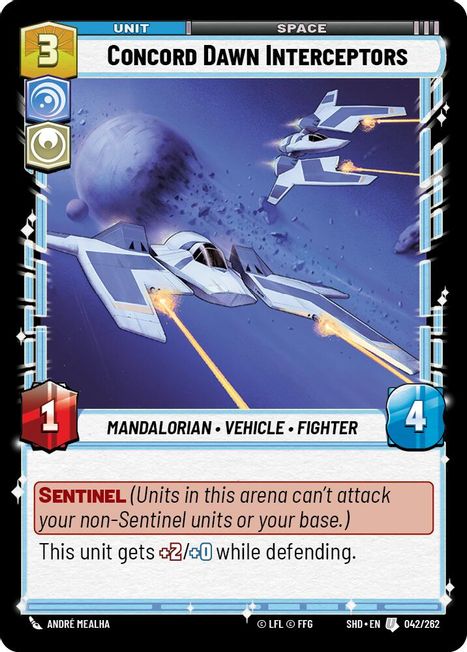 UNIT SPACE
3
CONCORD DAWN INTERCEPTORS
1
4
MANDALORIAN • VEHICLE • FIGHTER
SENTINEL (Units in this arena can't attack
your non-Sentinel units or your base.)
This unit gets +2/+0 while defending.
ANDRÉ MEALHA © LFL © FFG SHD • EN U 042/262